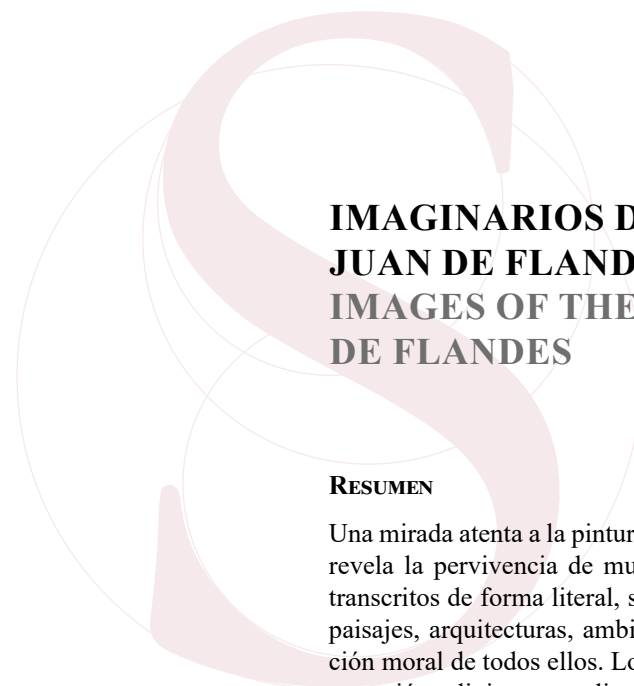 IMAGINARIOS D
JUAN DE FLAND
IMAGES OF THE
DE FLANDES
RESUMEN
Una mirada atenta a la pintur
revela la pervivencia de mu
transcritos de forma literal, s
paisajes, arquitecturas, ambi
ción moral de todos ellos. Lo